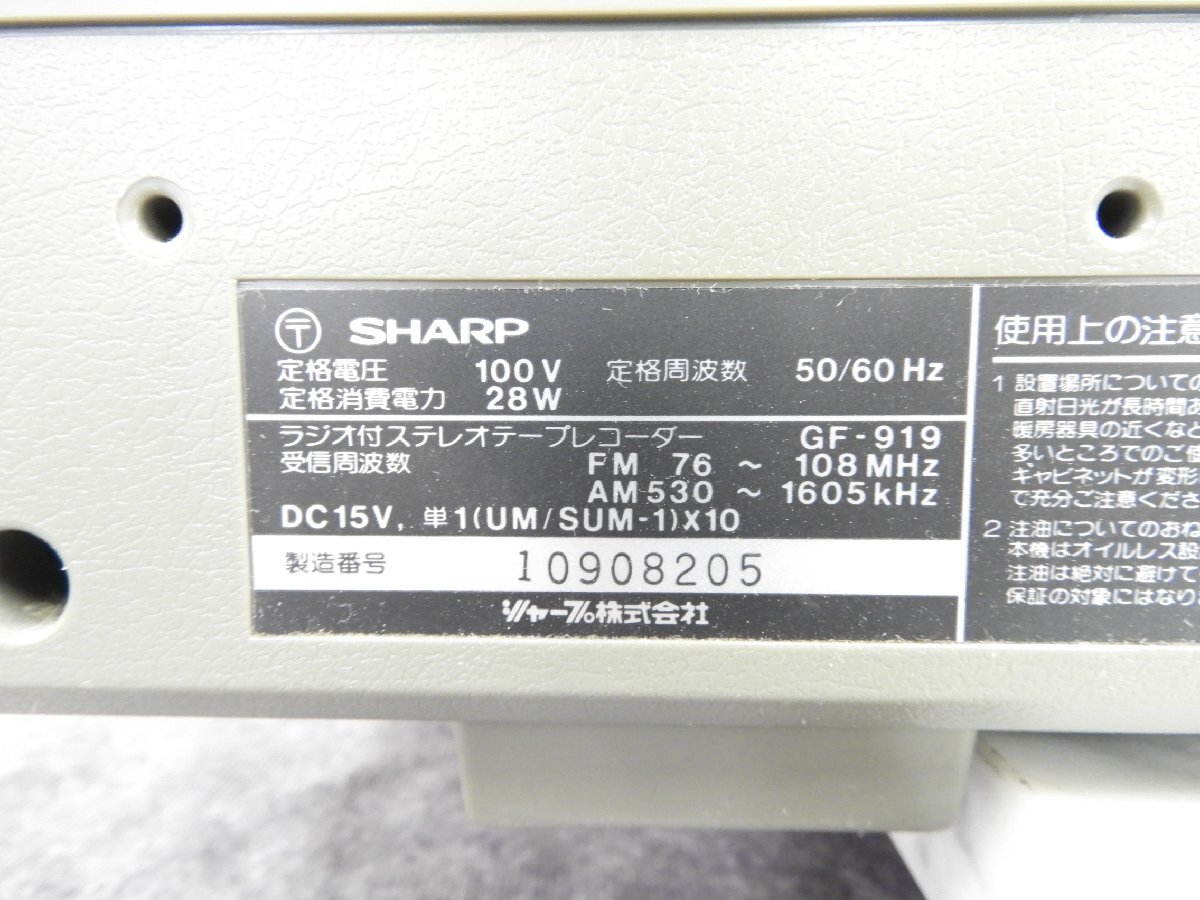 〒 SHARP
定格電圧 100V 定格周波数 50/60Hz
定格消費電力 28W
ラジオ付ステレオテープレコーダー GF-919
受信周波数 FM 76 ~ 108MHz
AM530 ~ 1605kHz
DC15V, 単1(UM/SUM-1)X10
製造番号 10908205
シャープ株式会社
使用上の注意
1 設置場所についての
直射日光が長時間あ
暖房器具の近くなど
多いところでのご使
キャビネットが変形
で充分ご注意くださ
2 注油についてのおね
本機はオイルレス設
注油は絶対に避けて
保証の対象にはなり